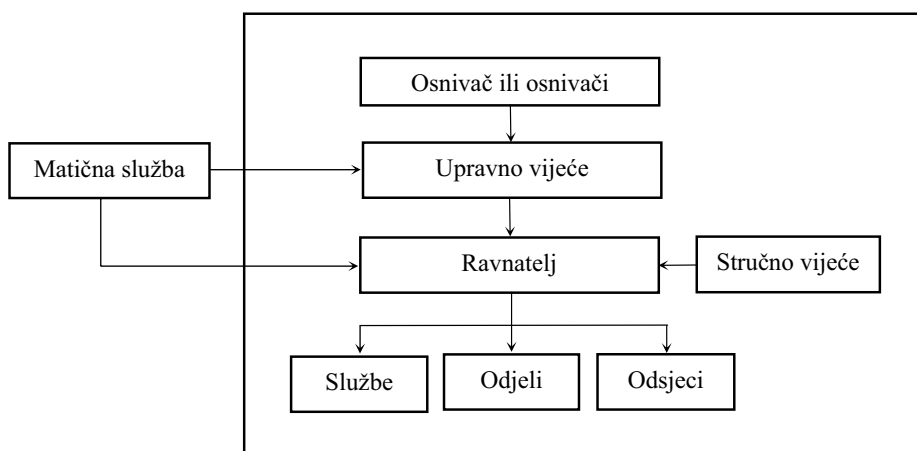 Osnivač ili osnivači
Matična služba
Upravno vijeće
Ravnatelj
Stručno vijeće
Službe
Odjeli
Odsjeci